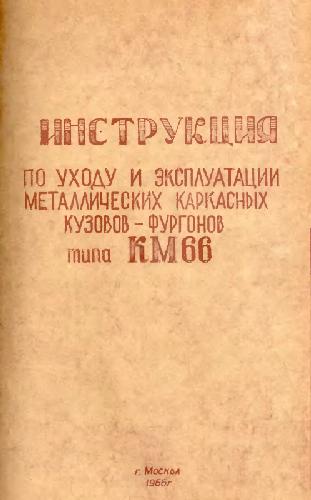 ИНСТРУКЦИЯ
ПО УХОДУ И ЭКСПЛУАТАЦИИ
МЕТАЛЛИЧЕСКИХ КАРКАСНЫХ
КУЗОВОВ - ФУРГОНОВ
типа КМ66
г. Москва
1966г